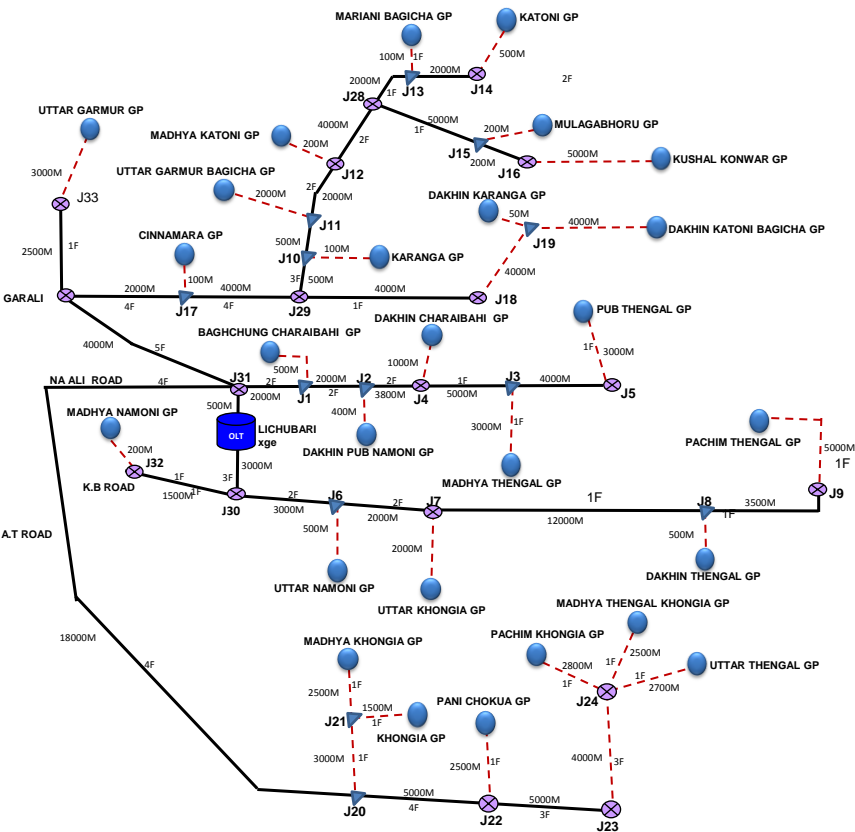 MARIANI BAGICHA GP
KATONI GP
100M
1F
500M
2000M
2F
2000M
1F
J13
J14
J28
UTTAR GARMUR GP
5000M
1F
4000M
2F
MULAGABHORU GP
MADHYA KATONI GP
200M
200M
J15
200M
J16
5000M
KUSHAL KONWAR GP
J12
UTTAR GARMUR BAGICHA GP
2F
2000M
3000M
J33
2000M
DAKHIN KARANGA GP
50M
4000M
DAKHIN KATONI BAGICHA GP
J19
J11
CINNAMARA GP
500M
100M
J10
KARANGA GP
2500M
1F
100M
3F
500M
4000M
2000M
4000M
4000M
GARALI
4F
J17
4F
J29
1F
J18
PUB THENGAL GP
DAKHIN CHARAIBAHI GP
BAGHCHUNG CHARAIBAHI GP
4000M
5F
1F
3000M
500M
1000M
NA ALI ROAD
4F
J31
2F
2000M
J1
2000M
2F
J2
2F
3800M
J4
1F
5000M
J3
4000M
J5
500M
MADHYA NAMONI GP
400M
OLT
LICHUBARI
xge
3000M
1F
PACHIM THENGAL GP
200M
DAKHIN PUB NAMONI GP
5000M
J32
3000M
1F
K.B ROAD
1F
1500M
1F
3F
MADHYA THENGAL GP
J30
2F
3000M
J6
2F
2000M
J7
1F
12000M
J8
1F
3500M
J9
A.T ROAD
500M
2000M
500M
UTTAR NAMONI GP
DAKHIN THENGAL GP
UTTAR KHONGIA GP
MADHYA THENGAL KHONGIA GP
18000M
MADHYA KHONGIA GP
PACHIM KHONGIA GP
2500M
1F
4F
2800M
1F
1F
2700M
UTTAR THENGAL GP
1F
2500M
PANI CHOKUA GP
J24
1500M
1F
J21
KHONGIA GP
3000M
1F
2500M
1F
4000M
3F
J20
5000M
4F
J22
5000M
3F
J23